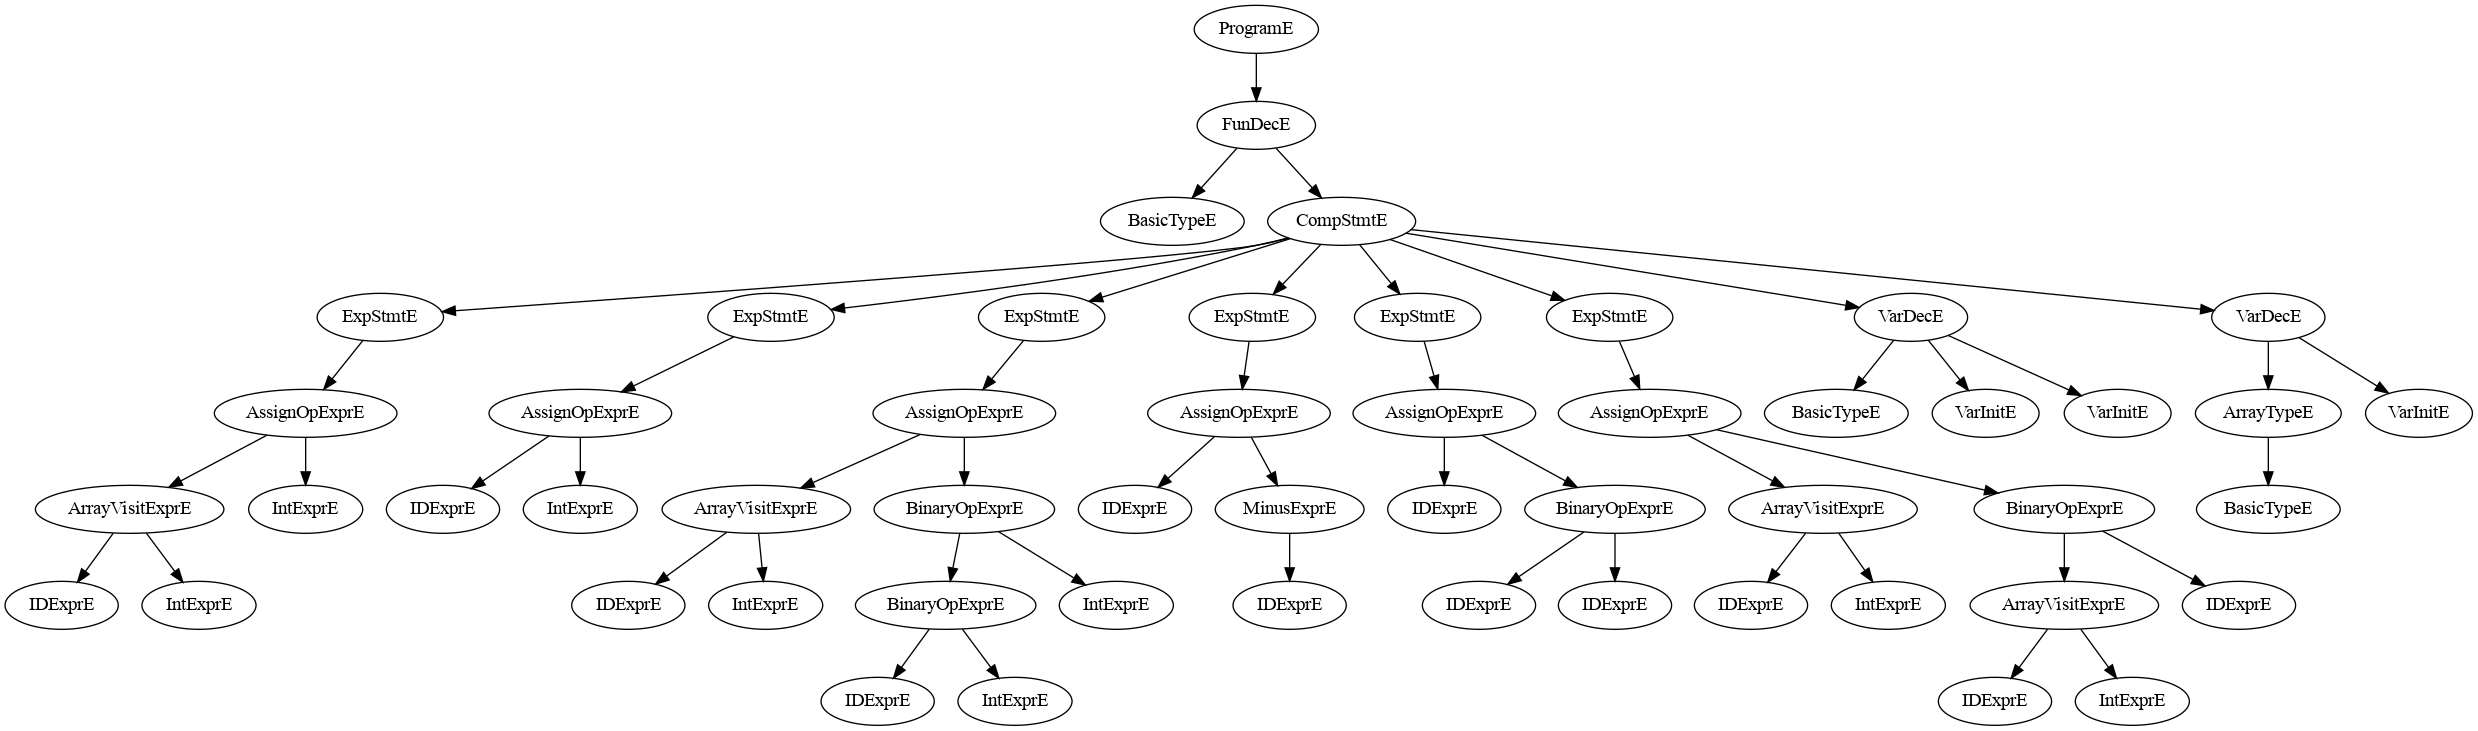 ProgramE
FunDecE
BasicTypeE CompStmtE
ExpStmtE ExpStmtE ExpStmtE ExpStmtE ExpStmtE ExpStmtE VarDecE VarDecE
AssignOpExprE AssignOpExprE AssignOpExprE AssignOpExprE AssignOpExprE AssignOpExprE BasicTypeE VarInitE VarInitE ArrayTypeE VarInitE
ArrayVisitExprE IntExprE IDExprE IntExprE ArrayVisitExprE BinaryOpExprE IDExprE MinusExprE IDExprE BinaryOpExprE ArrayVisitExprE BinaryOpExprE BasicTypeE
IDExprE IntExprE IDExprE IntExprE BinaryOpExprE IntExprE IDExprE IDExprE IDExprE IDExprE IntExprE ArrayVisitExprE IDExprE
IDExprE IntExprE IDExprE IntExprE